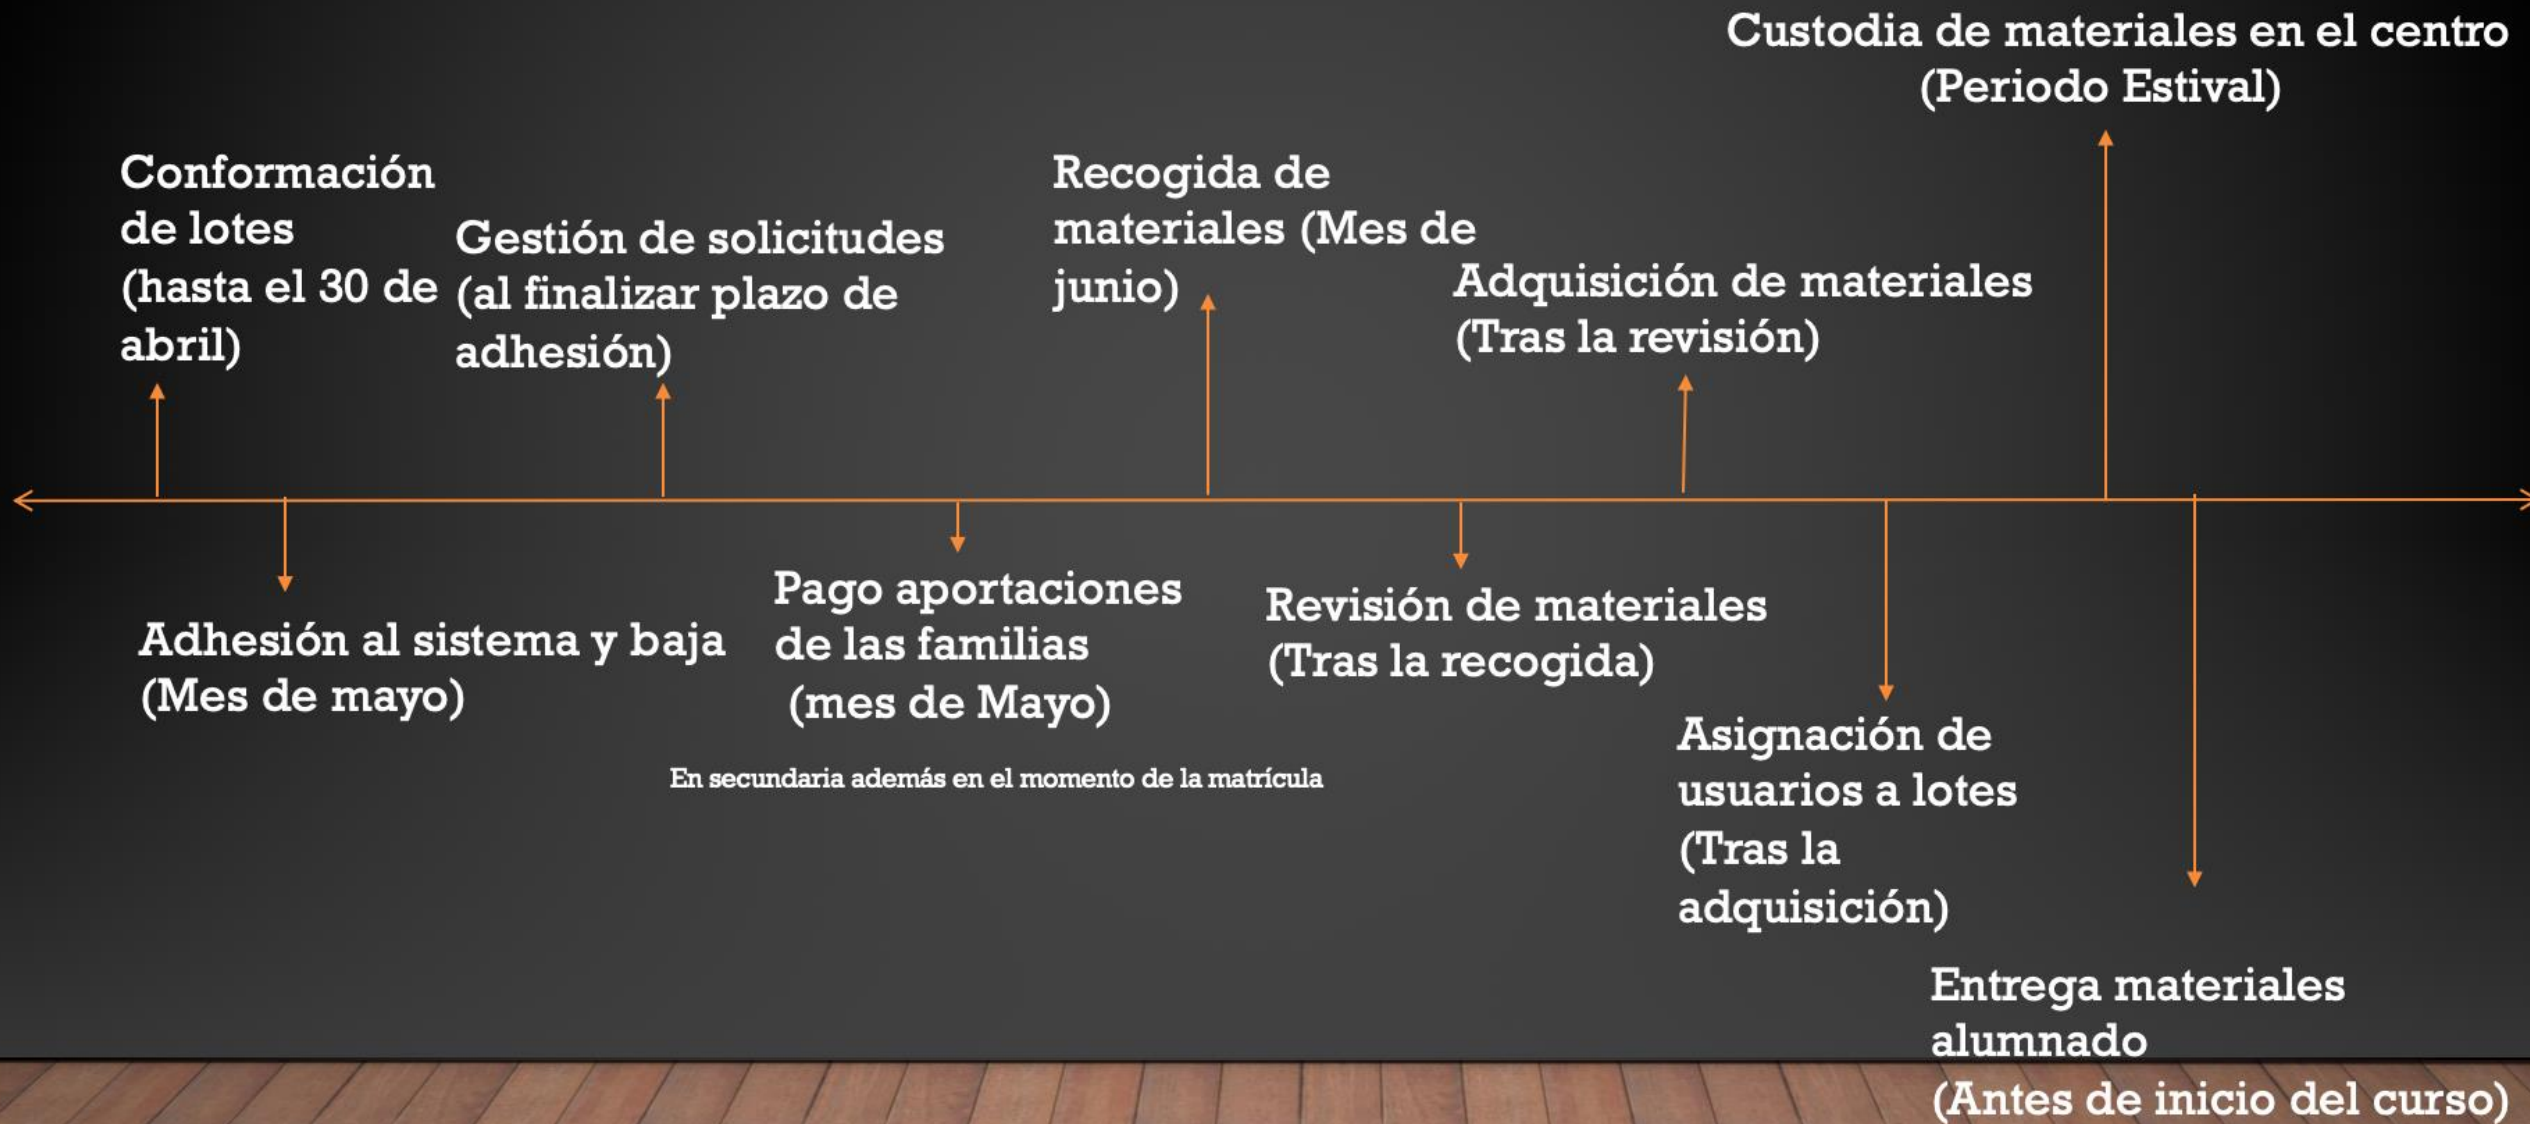 Custodia de materiales en el centro
(Periodo Estival)
Conformación
de lotes
(hasta el 30 de
abril)
Gestión de solicitudes
(al finalizar plazo de
adhesión)
Recogida de
materiales (Mes de
junio)
Adquisición de materiales
(Tras la revisión)
Adhesión al sistema y baja
(Mes de mayo)
Pago aportaciones
de las familias
(mes de Mayo)
En secundaria además en el momento de la matrícula
Revisión de materiales
(Tras la recogida)
Asignación de
usuarios a lotes
(Tras la
adquisición)
Entrega materiales
alumnado
(Antes de inicio del curso)